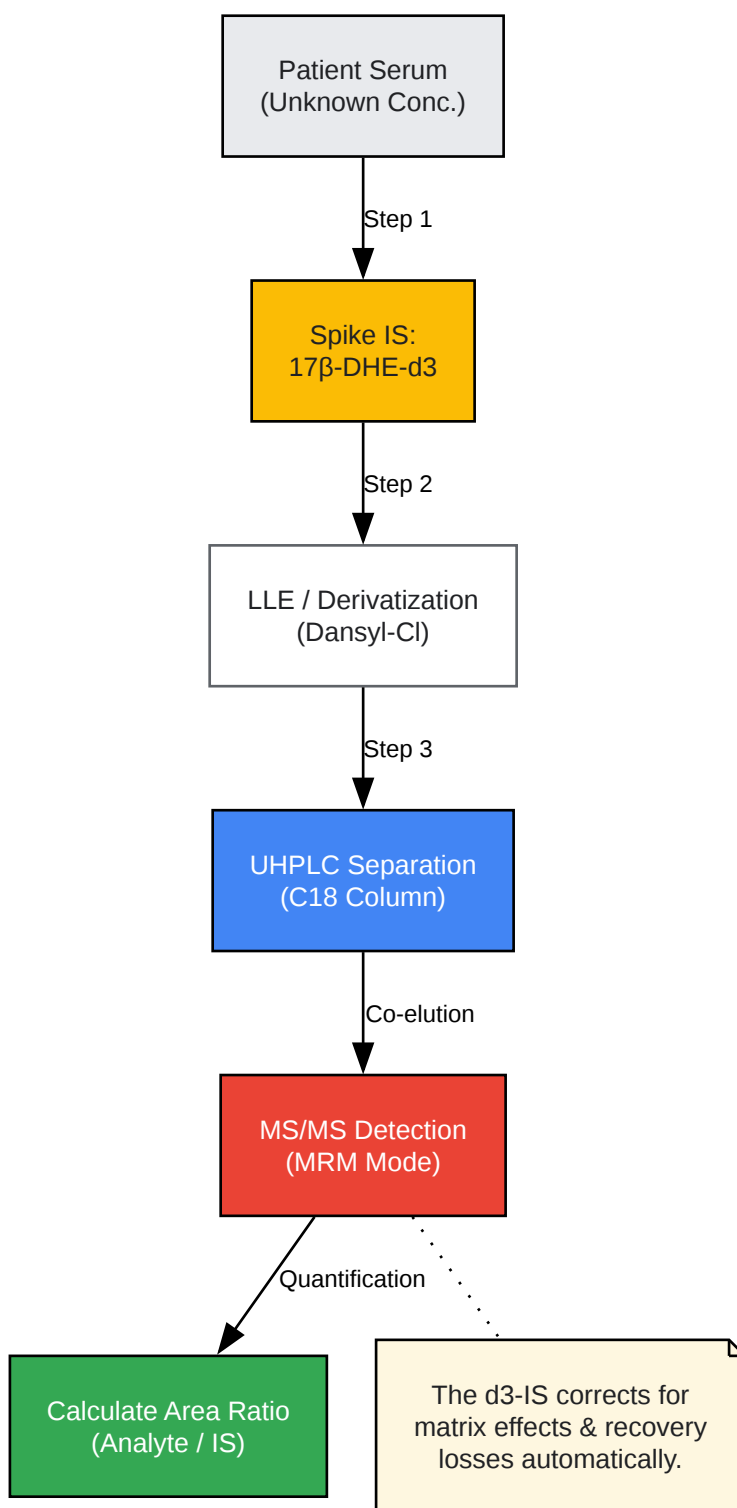 Patient Serum
(Unknown Conc.)
Step 1
Spike IS:
17β-DHE-d3
Step 2
LLE / Derivatization
(Dansyl-Cl)
Step 3
UHPLC Separation
(C18 Column)
Co-elution
MS/MS Detection
(MRM Mode)
Quantification
Calculate Area Ratio
(Analyte / IS)
The d3-IS corrects for
matrix effects & recovery
losses automatically.